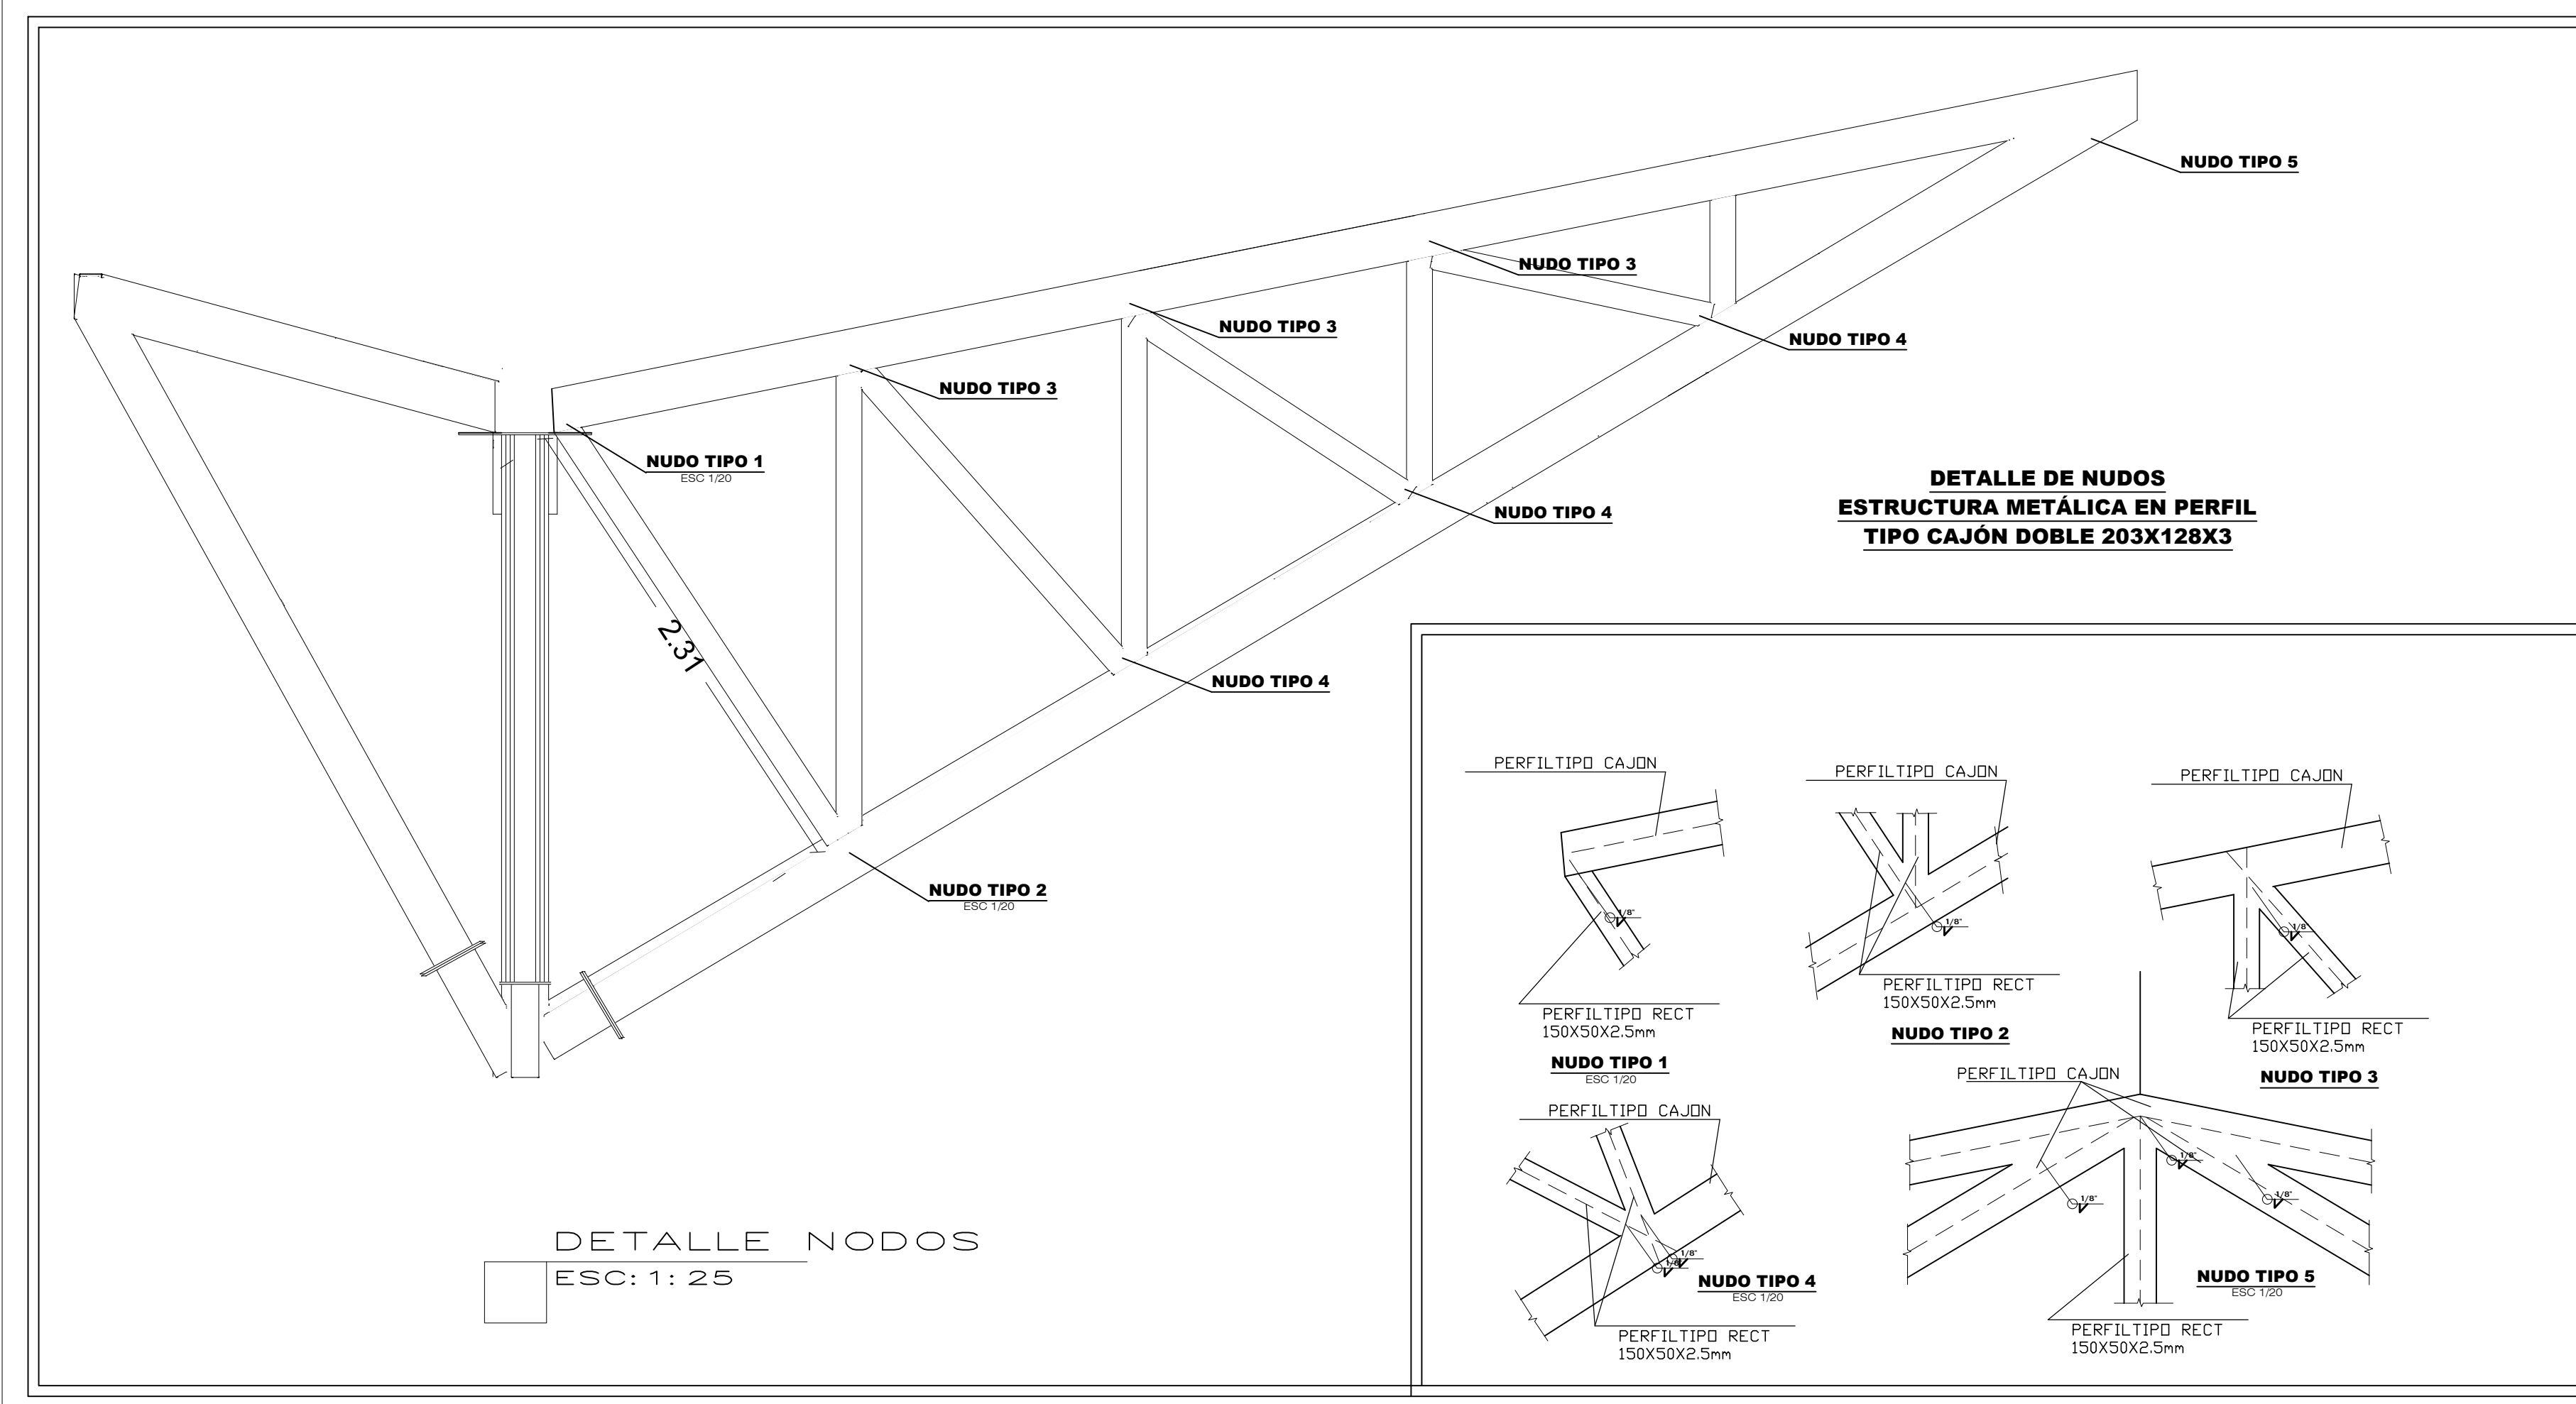 NUDO TIPO 5
NUDO TIPO 3
NUDO TIPO 3
NUDO TIPO 4
NUDO TIPO 3
NUDO TIPO 1
ESC 1/20
NUDO TIPO 4
2.31
NUDO TIPO 4
NUDO TIPO 2
ESC 1/20
DETALLE DE NUDOS
ESTRUCTURA METÁLICA EN PERFIL
TIPO CAJÓN DOBLE 203X128X3
PERFILTIPO CAJON
1/8"
PERFILTIPO RECT
150X50X2.5mm
NUDO TIPO 1
ESC 1/20
PERFILTIPO CAJON
1/8"
PERFILTIPO RECT
150X50X2.5mm
NUDO TIPO 2
PERFILTIPO CAJON
1/8"
PERFILTIPO RECT
150X50X2.5mm
NUDO TIPO 3
PERFILTIPO CAJON
1/8"
1/8"
PERFILTIPO RECT
150X50X2.5mm
NUDO TIPO 4
ESC 1/20
PERFILTIPO CAJON
1/8"
1/8"
1/8"
NUDO TIPO 5
ESC 1/20
PERFILTIPO RECT
150X50X2.5mm
DETALLE NODOS
ESC: 1: 25